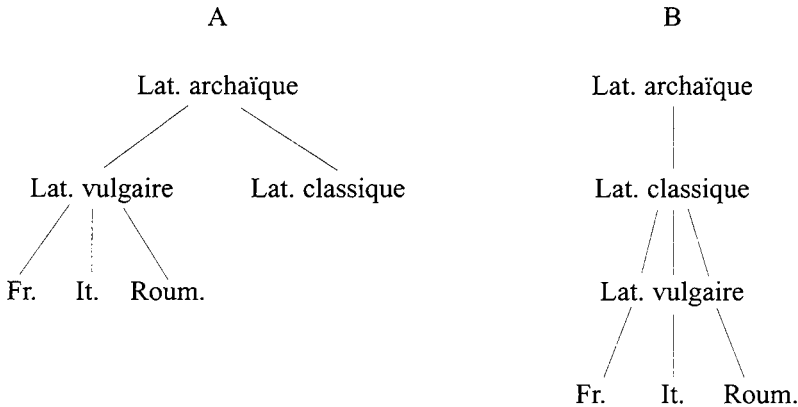 A B
Lat. archaïque Lat. archaïque
Lat. vulgaire Lat. classique Lat. classique
Fr. It. Roum. Lat. vulgaire
Fr. It. Roum.